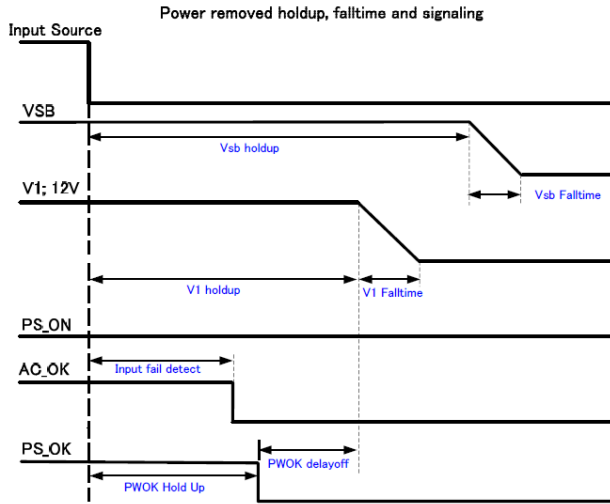 Power removed holdup, falltime and signaling
Input Source
VSB
Vsb holdup
Vsb Falltime
V1; 12V
V1 holdup
V1 Falltime
PS_ON
Input fail detect
AC_OK
PS_OK
PWOK delayoff
PWOK Hold Up